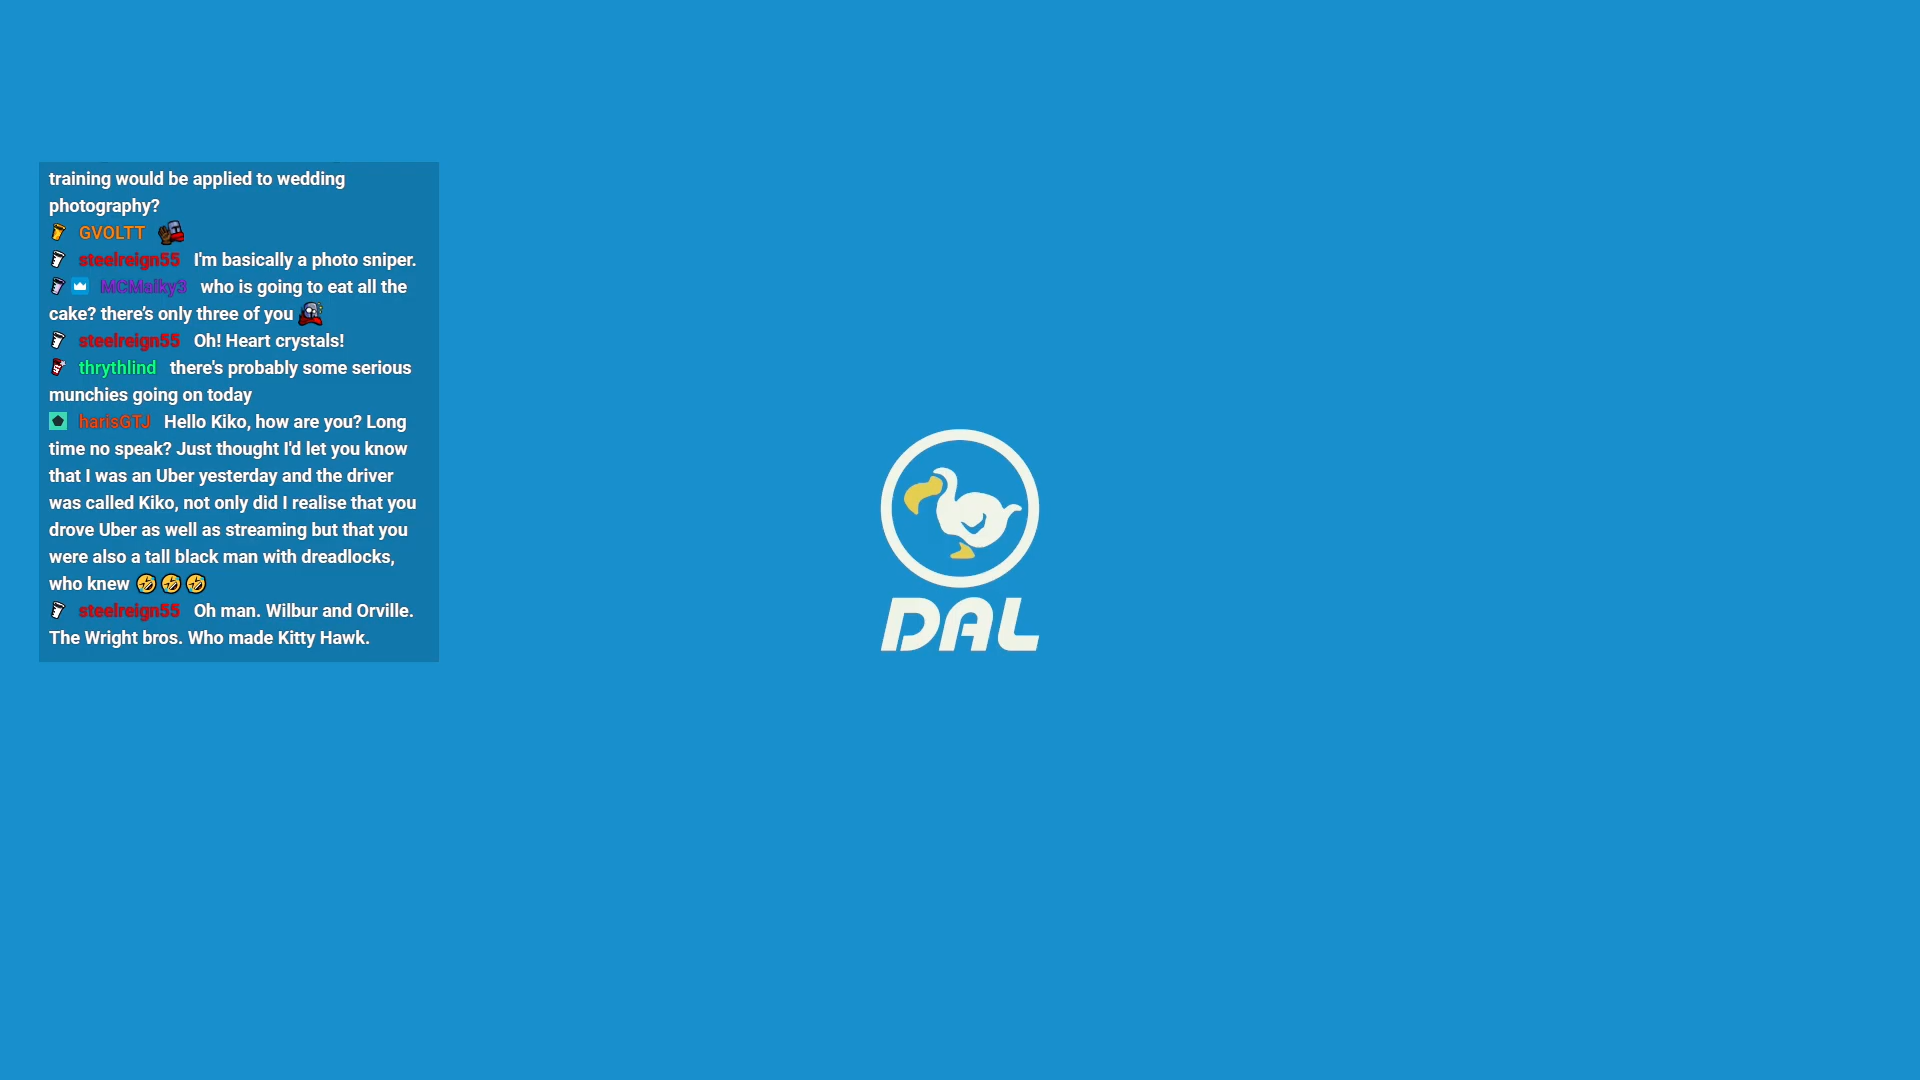 training would be applied to wedding
photography?
GVOLTT
steelreign55 I'm basically a photo sniper.
MCMalky3 who is going to eat all the
cake? there's only three of you
steelreign55 Oh! Heart crystals!
thrythlind there's probably some serious
munchies going on today
harisGTJ Hello Kiko, how are you? Long
time no speak? Just thought I'd let you know
that I was an Uber yesterday and the driver
was called Kiko, not only did I realise that you
drove Uber as well as streaming but that you
were also a tall black man with dreadlocks,
who knew 🤣🤣🤣
steelreign55 Oh man. Wilbur and Orville.
The Wright bros. Who made Kitty Hawk.
DAL